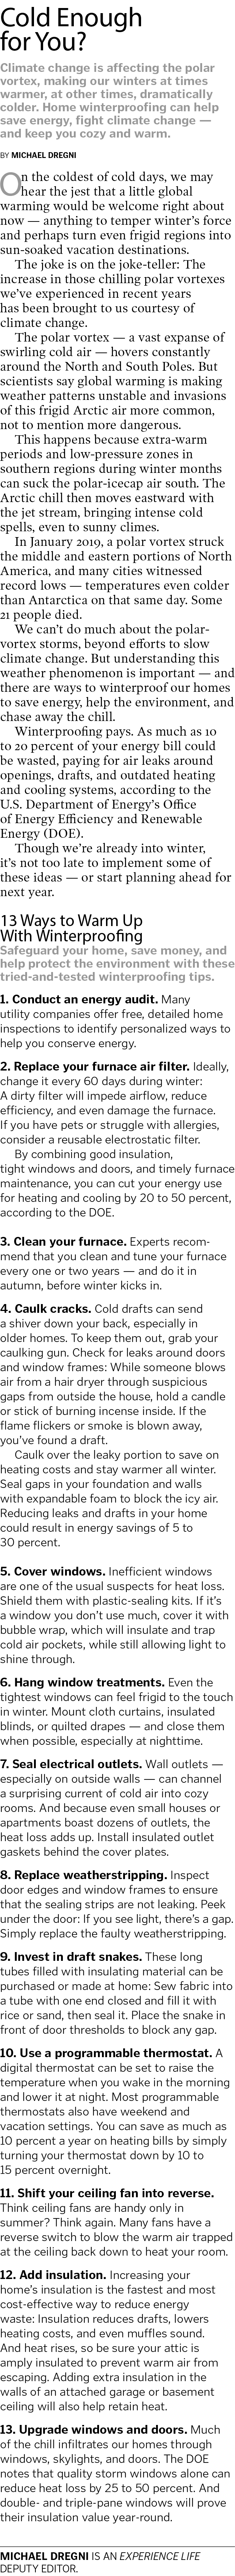 Cold Enough
for You?
Climate change is affecting the polar
vortex, making our winters at times
warmer, at other times, dramatically
colder. Home winterproofing can help
save energy, fight climate change —
and keep you cozy and warm.
BY MICHAEL DREGNI
On the coldest of cold days, we may
hear the jest that a little global
warming would be welcome right about
now — anything to temper winter’s force
and perhaps turn even frigid regions into
sun-soaked vacation destinations.
The joke is on the joke-teller: The
increase in those chilling polar vortexes
we’ve experienced in recent years
has been brought to us courtesy of
climate change.
The polar vortex — a vast expanse of
swirling cold air — hovers constantly
around the North and South Poles. But
scientists say global warming is making
weather patterns unstable and invasions
of this frigid Arctic air more common,
not to mention more dangerous.
This happens because extra-warm
periods and low-pressure zones in
southern regions during winter months
can suck the polar-icecap air south. The
Arctic chill then moves eastward with
the jet stream, bringing intense cold
spells, even to sunny climes.
In January 2019, a polar vortex struck
the middle and eastern portions of North
America, and many cities witnessed
record lows — temperatures even colder
than Antarctica on that same day. Some
21 people died.
We can’t do much about the polar-
vortex storms, beyond efforts to slow
climate change. But understanding this
weather phenomenon is important — and
there are ways to winterproof our homes
to save energy, help the environment, and
chase away the chill.
Winterproofing pays. As much as 10
to 20 percent of your energy bill could
be wasted, paying for air leaks around
openings, drafts, and outdated heating
and cooling systems, according to the
U.S. Department of Energy’s Office
of Energy Efficiency and Renewable
Energy (DOE).
Though we’re already into winter,
it’s not too late to implement some of
these ideas — or start planning ahead for
next year.
13 Ways to Warm Up
With Winterproofing
Safeguard your home, save money, and
help protect the environment with these
tried-and-tested winterproofing tips.
1. Conduct an energy audit. Many
utility companies offer free, detailed home
inspections to identify personalized ways to
help you conserve energy.
2. Replace your furnace air filter. Ideally,
change it every 60 days during winter:
A dirty filter will impede airflow, reduce
efficiency, and even damage the furnace.
If you have pets or struggle with allergies,
consider a reusable electrostatic filter.
By combining good insulation,
tight windows and doors, and timely furnace
maintenance, you can cut your energy use
for heating and cooling by 20 to 50 percent,
according to the DOE.
3. Clean your furnace. Experts recom-
mend that you clean and tune your furnace
every one or two years — and do it in
autumn, before winter kicks in.
4. Caulk cracks. Cold drafts can send
a shiver down your back, especially in
older homes. To keep them out, grab your
caulking gun. Check for leaks around doors
and window frames: While someone blows
air from a hair dryer through suspicious
gaps from outside the house, hold a candle
or stick of burning incense inside. If the
flame flickers or smoke is blown away,
you’ve found a draft.
Caulk over the leaky portion to save on
heating costs and stay warmer all winter.
Seal gaps in your foundation and walls
with expandable foam to block the icy air.
Reducing leaks and drafts in your home
could result in energy savings of 5 to
30 percent.
5. Cover windows. Inefficient windows
are one of the usual suspects for heat loss.
Shield them with plastic-sealing kits. If it’s
a window you don’t use much, cover it with
bubble wrap, which will insulate and trap
cold air pockets, while still allowing light to
shine through.
6. Hang window treatments. Even the
tightest windows can feel frigid to the touch
in winter. Mount cloth curtains, insulated
blinds, or quilted drapes — and close them
when possible, especially at nighttime.
7. Seal electrical outlets. Wall outlets —
especially on outside walls — can channel
a surprising current of cold air into cozy
rooms. And because even small houses or
apartments boast dozens of outlets, the
heat loss adds up. Install insulated outlet
gaskets behind the cover plates.
8. Replace weatherstripping. Inspect
door edges and window frames to ensure
that the sealing strips are not leaking. Peek
under the door: If you see light, there’s a gap.
Simply replace the faulty weatherstripping.
9. Invest in draft snakes. These long
tubes filled with insulating material can be
purchased or made at home: Sew fabric into
a tube with one end closed and fill it with
rice or sand, then seal it. Place the snake in
front of door thresholds to block any gap.
10. Use a programmable thermostat. A
digital thermostat can be set to raise the
temperature when you wake in the morning
and lower it at night. Most programmable
thermostats also have weekend and
vacation settings. You can save as much as
10 percent a year on heating bills by simply
turning your thermostat down by 10 to
15 percent overnight.
11. Shift your ceiling fan into reverse.
Think ceiling fans are handy only in
summer? Think again. Many fans have a
reverse switch to blow the warm air trapped
at the ceiling back down to heat your room.
12. Add insulation. Increasing your
home’s insulation is the fastest and most
cost-effective way to reduce energy
waste: Insulation reduces drafts, lowers
heating costs, and even muffles sound.
And heat rises, so be sure your attic is
amply insulated to prevent warm air from
escaping. Adding extra insulation in the
walls of an attached garage or basement
ceiling will also help retain heat.
13. Upgrade windows and doors. Much
of the chill infiltrates our homes through
windows, skylights, and doors. The DOE
notes that quality storm windows alone can
reduce heat loss by 25 to 50 percent. And
double- and triple-pane windows will prove
their insulation value year-round.
MICHAEL DREGNI IS AN EXPERIENCE LIFE
DEPUTY EDITOR.